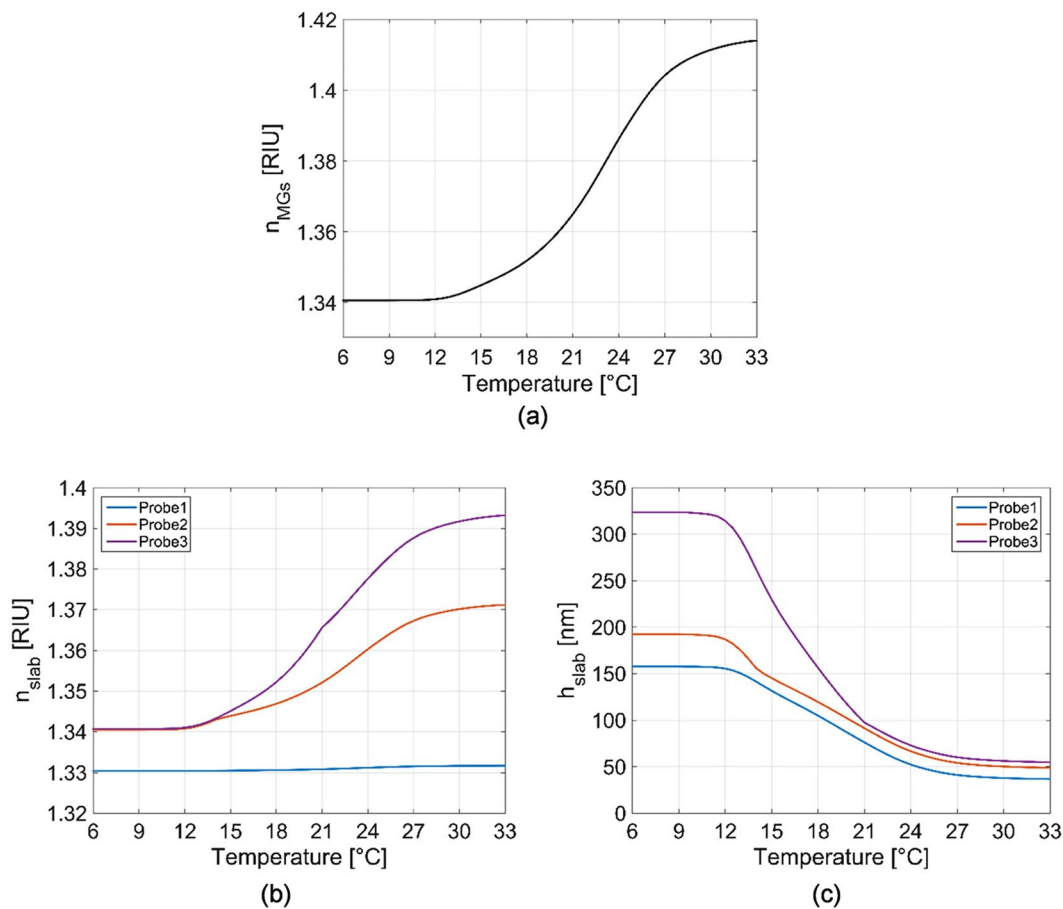 1.42
1.4
1.38
1.36
1.34
n_MGs [RIU]
6 9 12 15 18 21 24 27 30 33
Temperature [°C]
(a)
1.4
1.39
1.38
1.37
1.36
1.35
1.34
1.33
1.32
n_slab [RIU]
Probe1
Probe2
Probe3
6 9 12 15 18 21 24 27 30 33
Temperature [°C]
(b)
350
300
250
200
150
100
50
0
h_slab [nm]
Probe1
Probe2
Probe3
6 9 12 15 18 21 24 27 30 33
Temperature [°C]
(c)